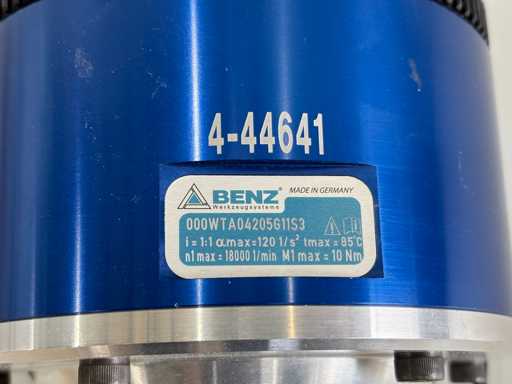 4-44641
BENZ MADE IN GERMANY
Werkzeugsysteme
000WTA04205G11S3
i = 1:1 αmax=120 1/s² tmax = 85°C
n1 max = 18000 1/min M1 max = 10 Nm